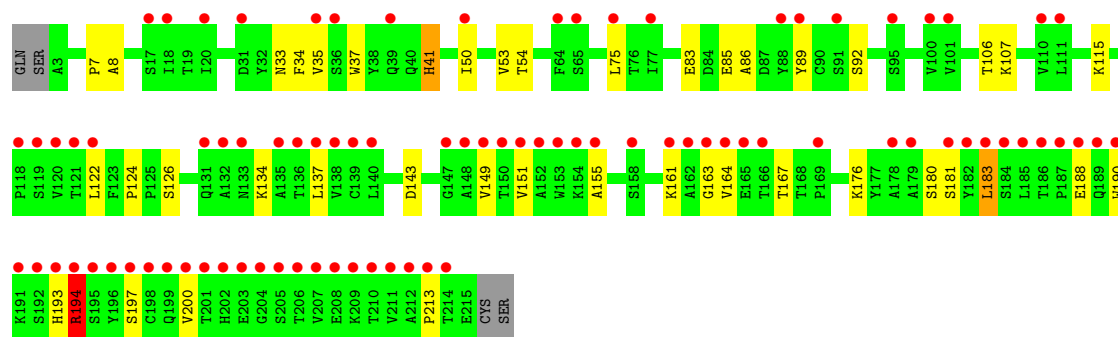 GLN SER A3 P7 A8 S17 I18 T19 I20 D31 Y32 N33 F34 V35 S36 W37 Y38 Q39 Q40 H41 I50 V53 T54 F64 S65 L75 T76 I77 E83 D84 E85 A86 D87 Y88 Y89 C90 S91 S92 S95 V100 V101 T106 K107 V110 L111 K115
P118 S119 V120 T121 L122 F123 P124 P125 S126 Q131 A132 N133 K134 A135 T136 L137 V138 C139 L140 D143 G147 A148 V149 T150 V151 A152 W153 K154 A155 S158 K161 A162 G163 V164 E165 T166 T167 T168 P169 K176 Y177 A178 A179 S180 S181 Y182 L183 S184 L185 T186 P187 E188 Q189 W190
K191 S192 H193 R194 S195 Y196 S197 C198 Q199 V200 T201 H202 E203 G204 S205 T206 V207 E208 K209 T210 V211 A212 P213 T214 E215 CYS SER